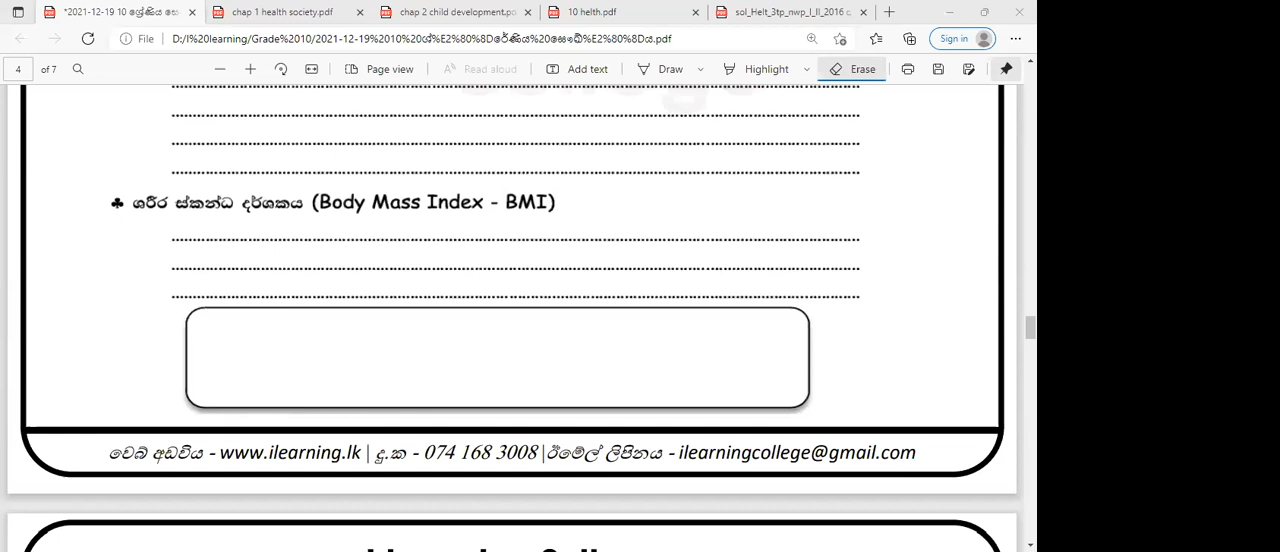 *2021-12-19 10 ශ්‍රේණිය සෞ
chap 1 health society.pdf
chap 2 child development.pd
10 helth.pdf
sol_Helt_3tp_nwp_I_II_2016 c
File
D:/I%20learning/Grade%2010/2021-12-19%2010%20ශ්%E2%80%8Dරේණිය%20සෞඛ්%E2%80%8Dය.pdf
Sign in
4 of 7
Page view
Read aloud
Add text
Draw
Highlight
Erase
♣ ශරීර ස්කන්ධ දර්ශකය (Body Mass Index - BMI)
වෙබ් අඩවිය - www.ilearning.lk | දු.ක - 074 168 3008 |ඊමේල් ලිපිනය - ilearningcollege@gmail.com